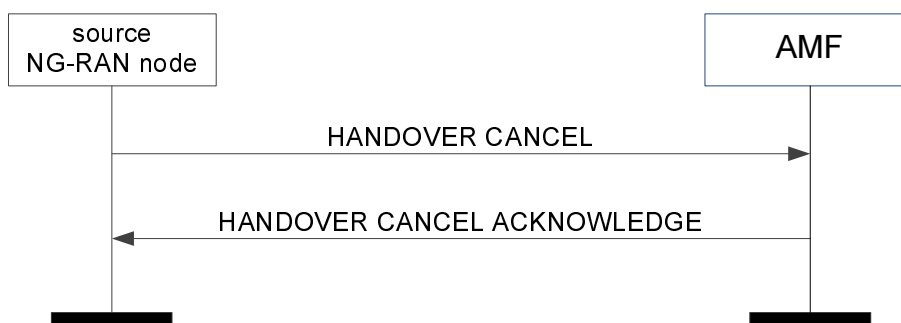 source
NG-RAN node
AMF
HANDOVER CANCEL
HANDOVER CANCEL ACKNOWLEDGE